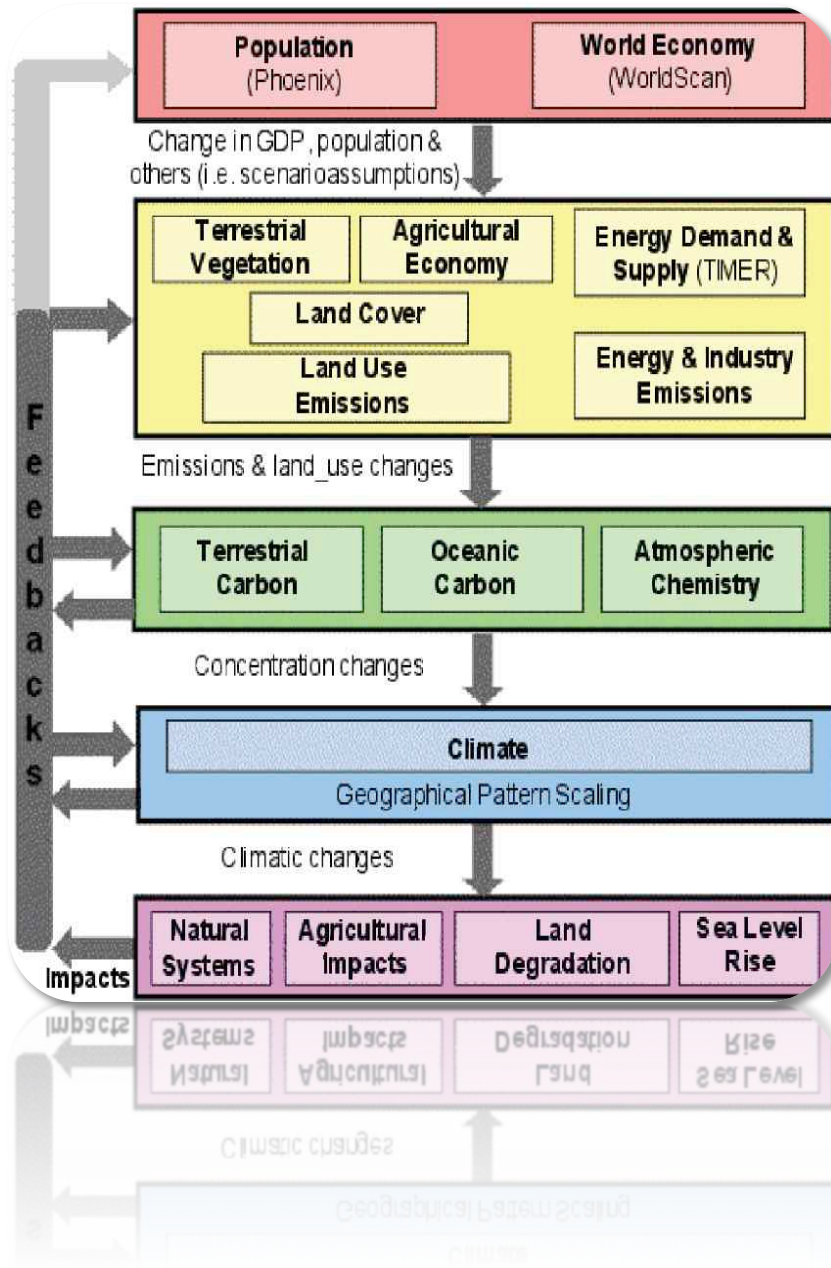 Population
(Phoenix)
World Economy
(WorldScan)
Change in GDP, population &
others (i.e. scenarioassumptions)
Terrestrial
Vegetation
Agricultural
Economy
Energy Demand &
Supply (TIMER)
Land Cover
Land Use
Emissions
Energy & Industry
Emissions
Emissions & land_use changes
Feedbacks
Terrestrial
Carbon
Oceanic
Carbon
Atmospheric
Chemistry
Concentration changes
Climate
Geographical Pattern Scaling
Climatic changes
Natural
Systems
Agricultural
Impacts
Land
Degradation
Sea Level
Rise
Impacts